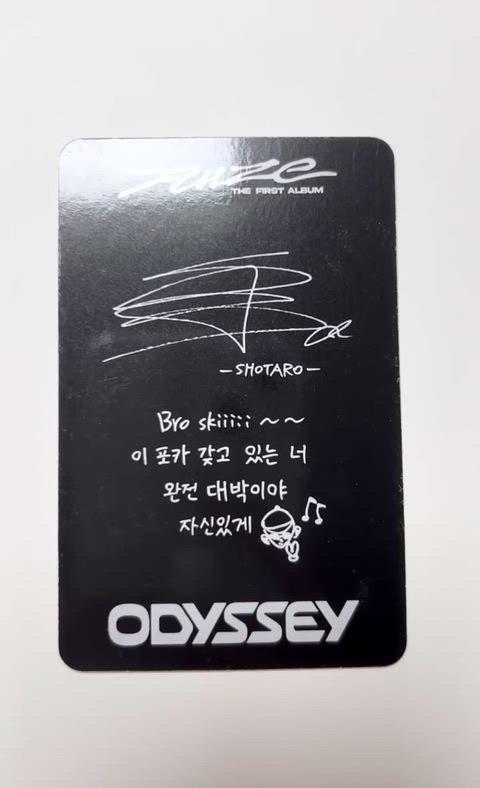 RIIZE
THE FIRST ALBUM
-SHOTARO-
Bro skiiiii ~~
이 포카 갖고 있는 너
완전 대박이야
자신있게
ODYSSEY